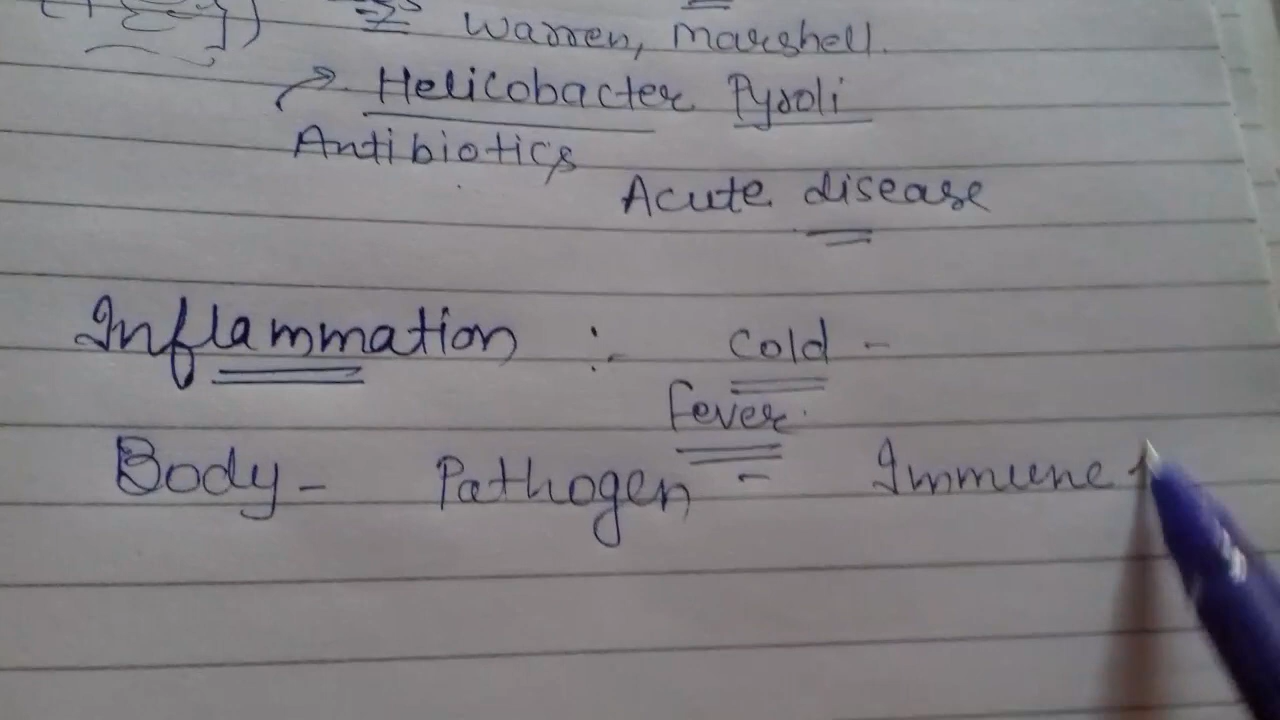 Warren, Marshell.
→ Helicobacter Pyroli
Antibiotics
Acute disease
Inflammation :- Cold -
Fever.
Body - Pathogen - Immune